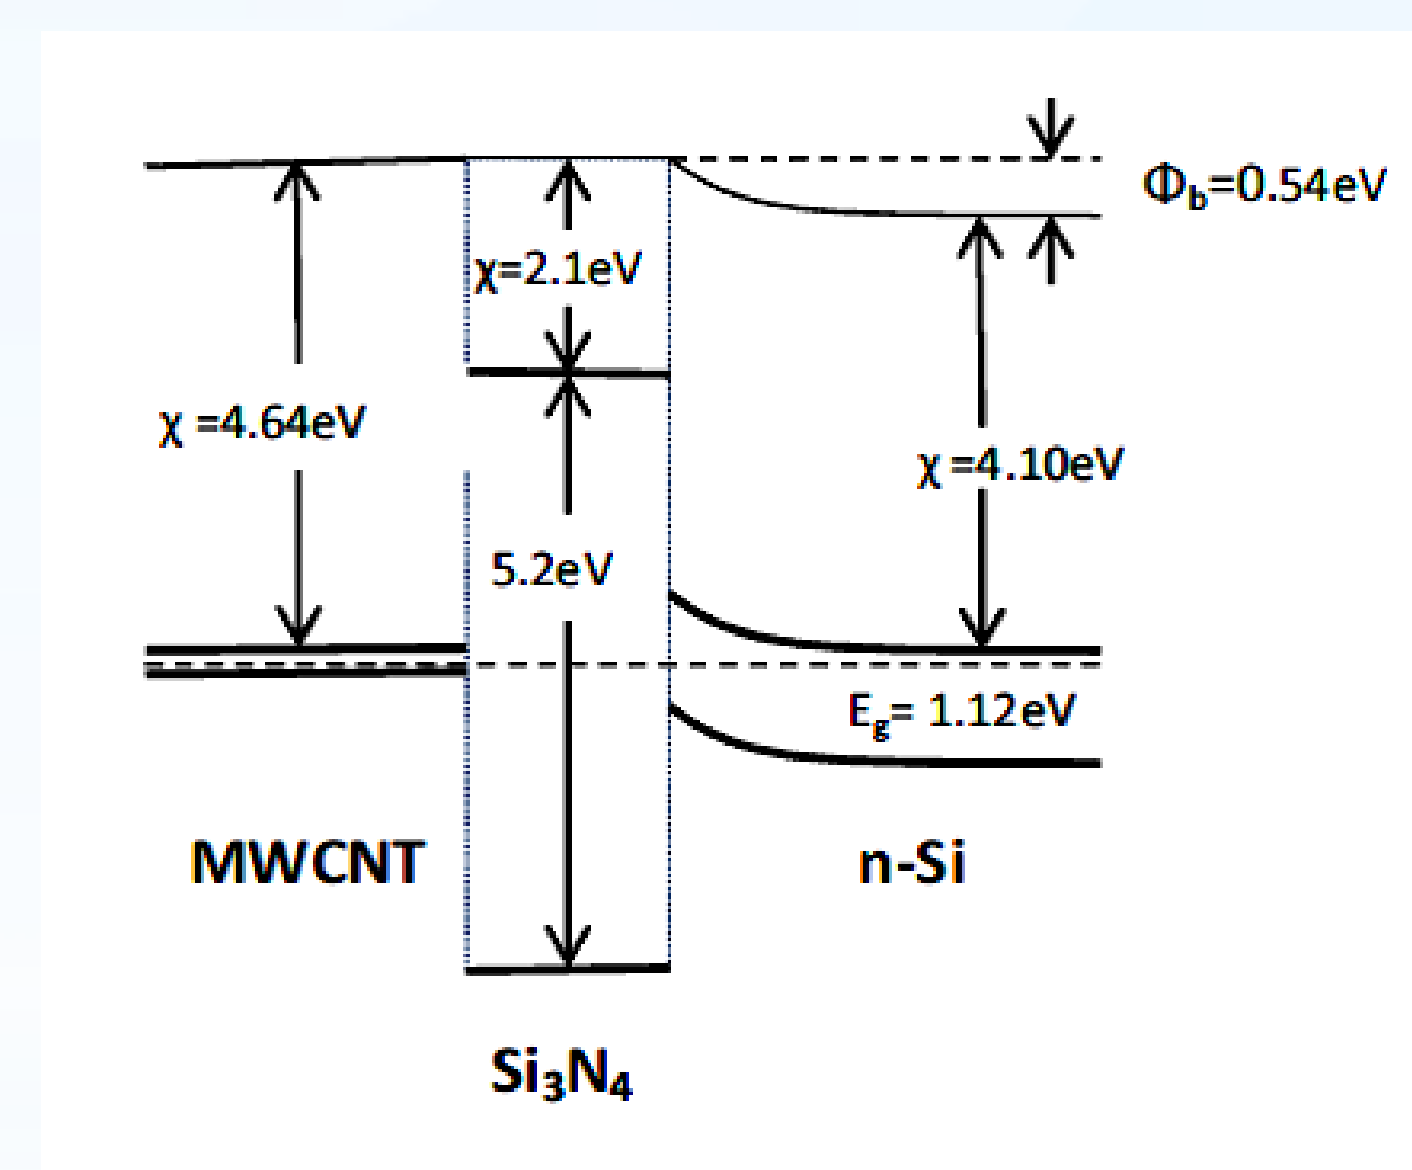 Φb=0.54eV
χ=2.1eV
χ =4.64eV
χ =4.10eV
5.2eV
Eg= 1.12eV
MWCNT
n-Si
Si3N4